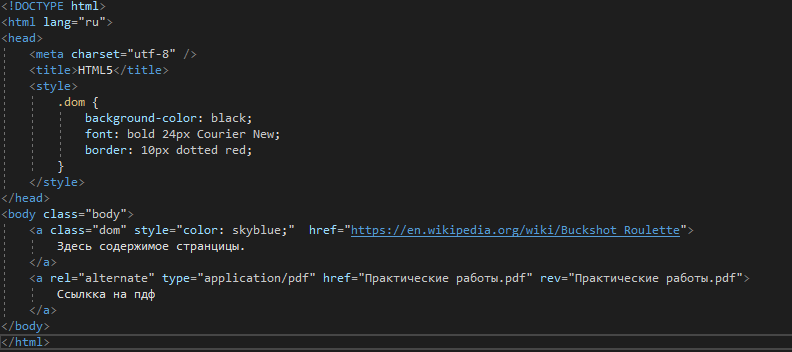 <!DOCTYPE html>
<html lang="ru">
<head>
    <meta charset="utf-8" />
    <title>HTML5</title>
    <style>
        .dom {
            background-color: black;
            font: bold 24px Courier New;
            border: 10px dotted red;
        }
    </style>
</head>
<body class="body">
    <a class="dom" style="color: skyblue;"  href="https://en.wikipedia.org/wiki/Buckshot_Roulette">
        Здесь содержимое странцицы.
    </a>
    <a rel="alternate" type="application/pdf" href="Практические работы.pdf" rev="Практические работы.pdf">
        Ссылкка на пдф
    </a>
</body>
</html>